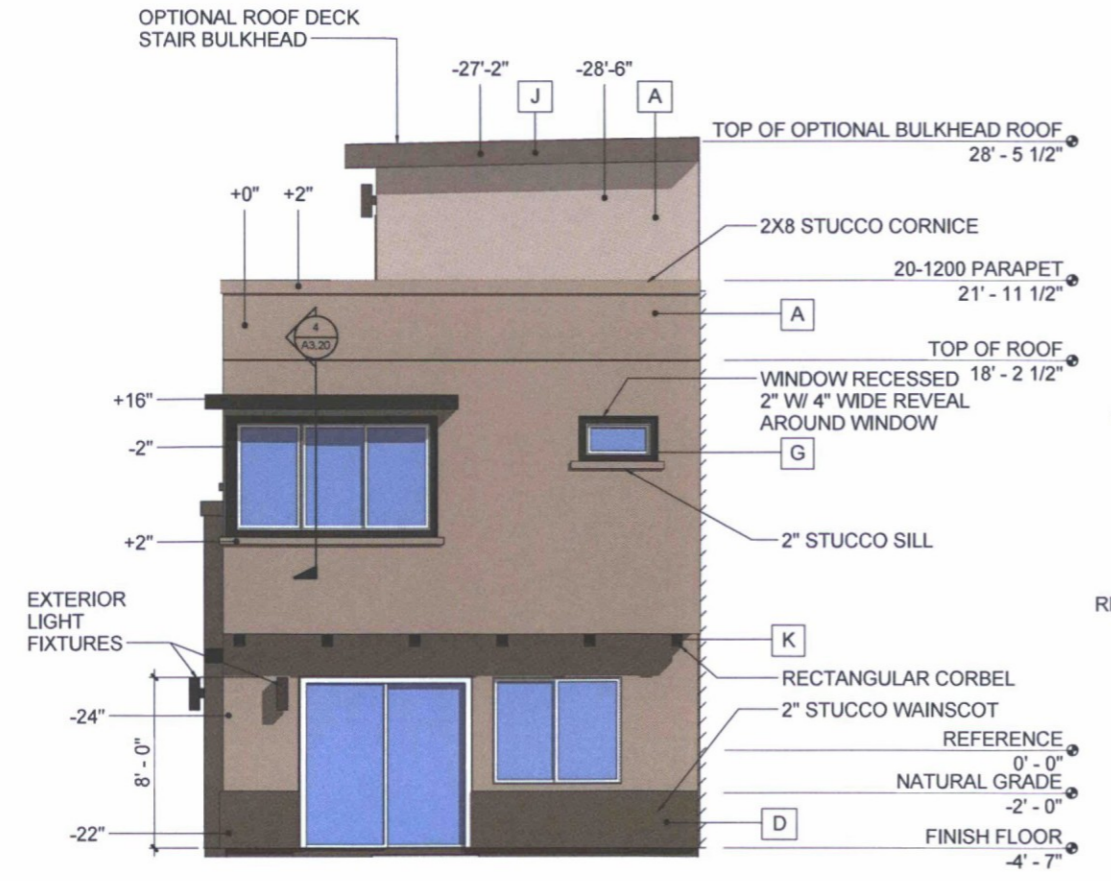 OPTIONAL ROOF DECK
STAIR BULKHEAD
-27'-2"
-28'-6"
J
A
TOP OF OPTIONAL BULKHEAD ROOF
28' - 5 1/2"
+0"
+2"
2X8 STUCCO CORNICE
20-1200 PARAPET
21' - 11 1/2"
A
4
A3.20
TOP OF ROOF
18' - 2 1/2"
WINDOW RECESSED
2" W/ 4" WIDE REVEAL
AROUND WINDOW
G
+16"
-2"
+2"
2" STUCCO SILL
EXTERIOR
LIGHT
FIXTURES
K
RECTANGULAR CORBEL
2" STUCCO WAINSCOT
-24"
8' - 0"
-22"
REFERENCE
0' - 0"
NATURAL GRADE
-2' - 0"
D
FINISH FLOOR
-4' - 7"